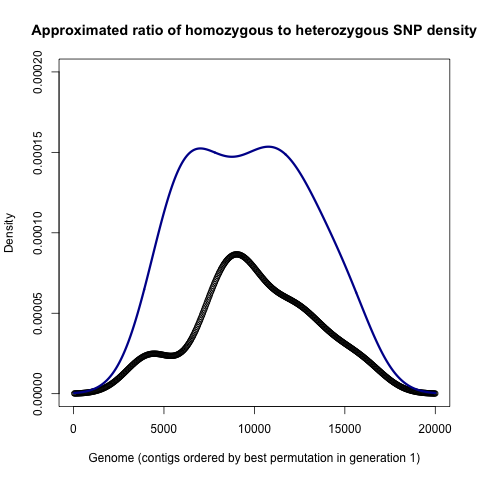 Approximated ratio of homozygous to heterozygous SNP density
Density
0.00020
0.00015
0.00010
0.00005
0.00000
0 5000 10000 15000 20000
Genome (contigs ordered by best permutation in generation 1)